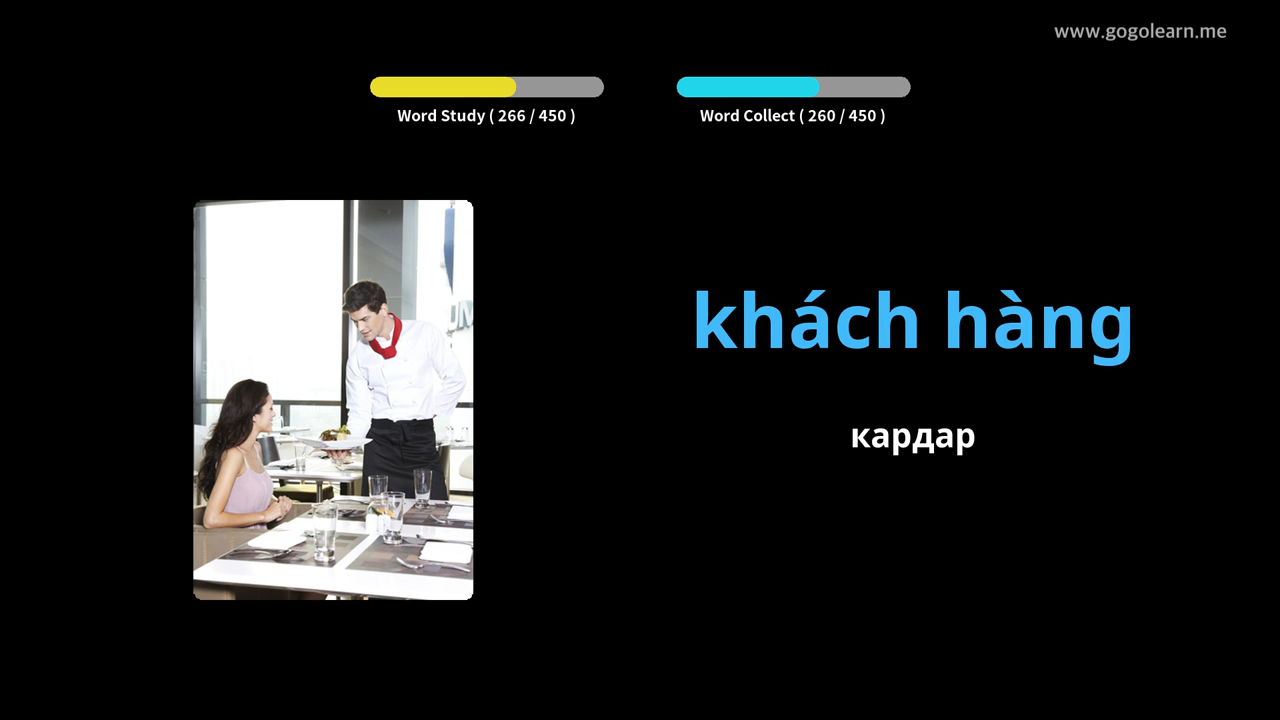 www.gogolearn.me
Word Study ( 266 / 450 )
Word Collect ( 260 / 450 )
khách hàng
кардар